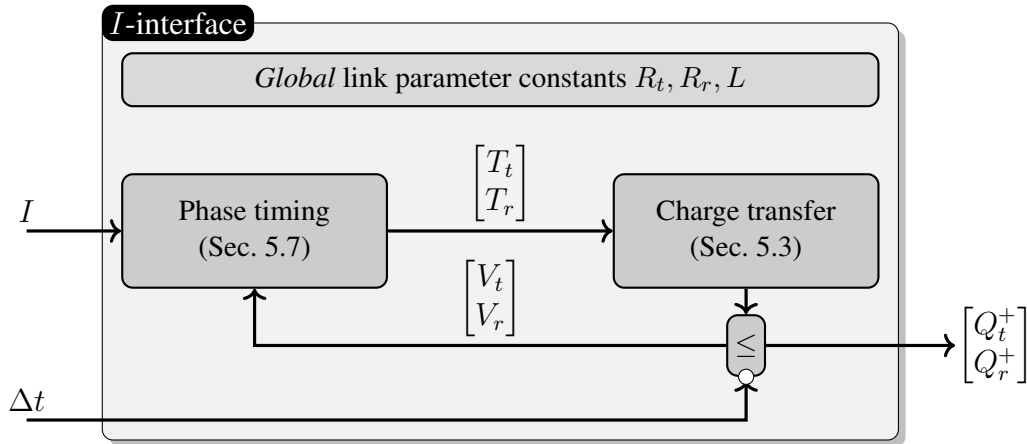 I-interface
Global link parameter constants R_t, R_r, L
[T_t
T_r]
Phase timing
(Sec. 5.7)
Charge transfer
(Sec. 5.3)
I
[V_t
V_r]
≤
[Q_t^+
Q_r^+]
Δt